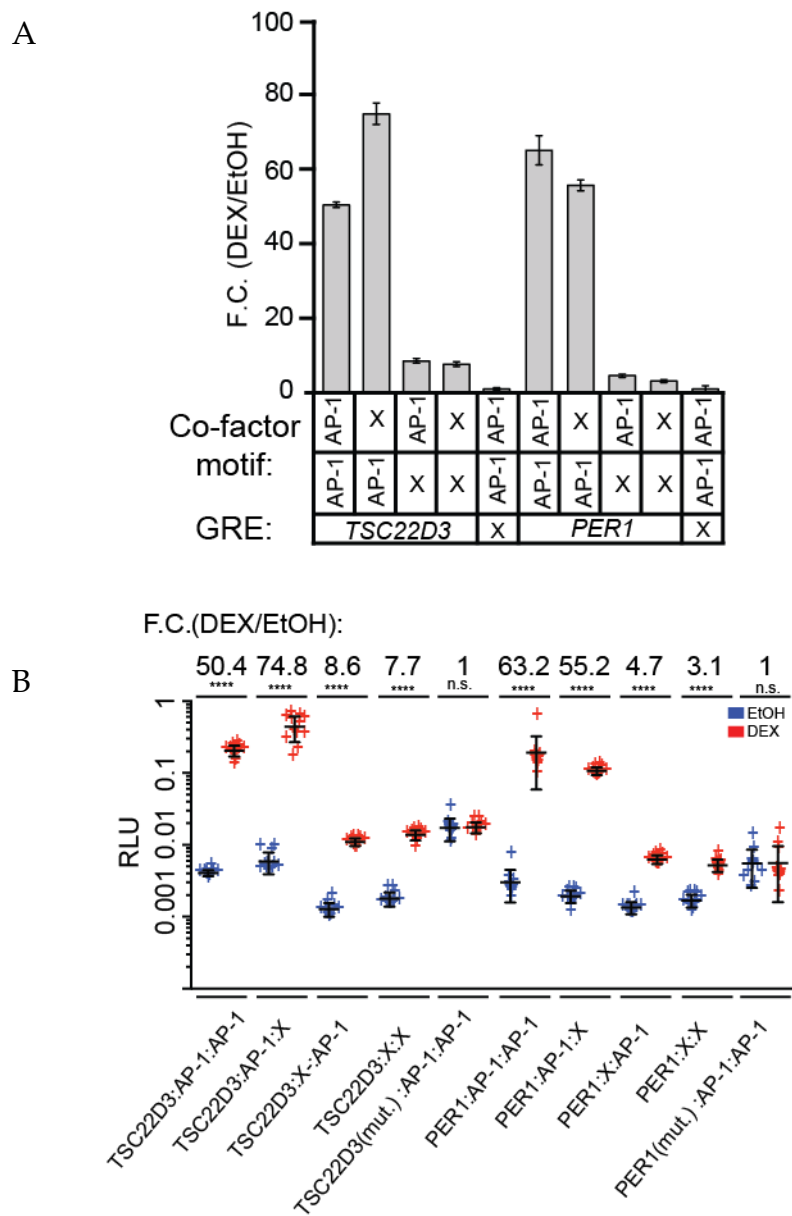 A
100
80
60
40
20
0
F.C. (DEX/EtOH)
Co-factor motif:
AP-1 X AP-1 X AP-1 AP-1 X AP-1 X AP-1
AP-1 AP-1 X X AP-1 AP-1 AP-1 X X AP-1
GRE: TSC22D3 X PER1 X
B
F.C.(DEX/EtOH):
50.4 74.8 8.6 7.7 1 63.2 55.2 4.7 3.1 1
**** **** **** **** n.s. **** **** **** **** n.s.
EtOH
DEX
1
0.1
0.01
0.001
RLU
TSC22D3:AP-1:AP-1
TSC22D3:AP-1:X
TSC22D3:X-:AP-1
TSC22D3:X:X
TSC22D3(mut.) :AP-1:AP-1
PER1:AP-1:AP-1
PER1:AP-1:X
PER1:X:AP-1
PER1:X:X
PER1(mut.) :AP-1:AP-1